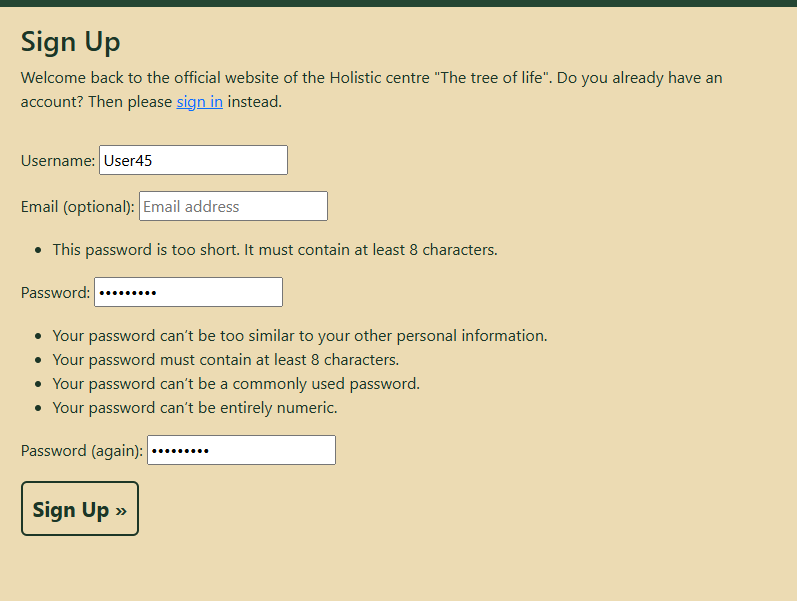 Sign Up
Welcome back to the official website of the Holistic centre "The tree of life". Do you already have an
account? Then please sign in instead.
Username: User45
Email (optional): Email address
• This password is too short. It must contain at least 8 characters.
Password: •••••••••
• Your password can't be too similar to your other personal information.
• Your password must contain at least 8 characters.
• Your password can't be a commonly used password.
• Your password can't be entirely numeric.
Password (again): •••••••••
Sign Up »